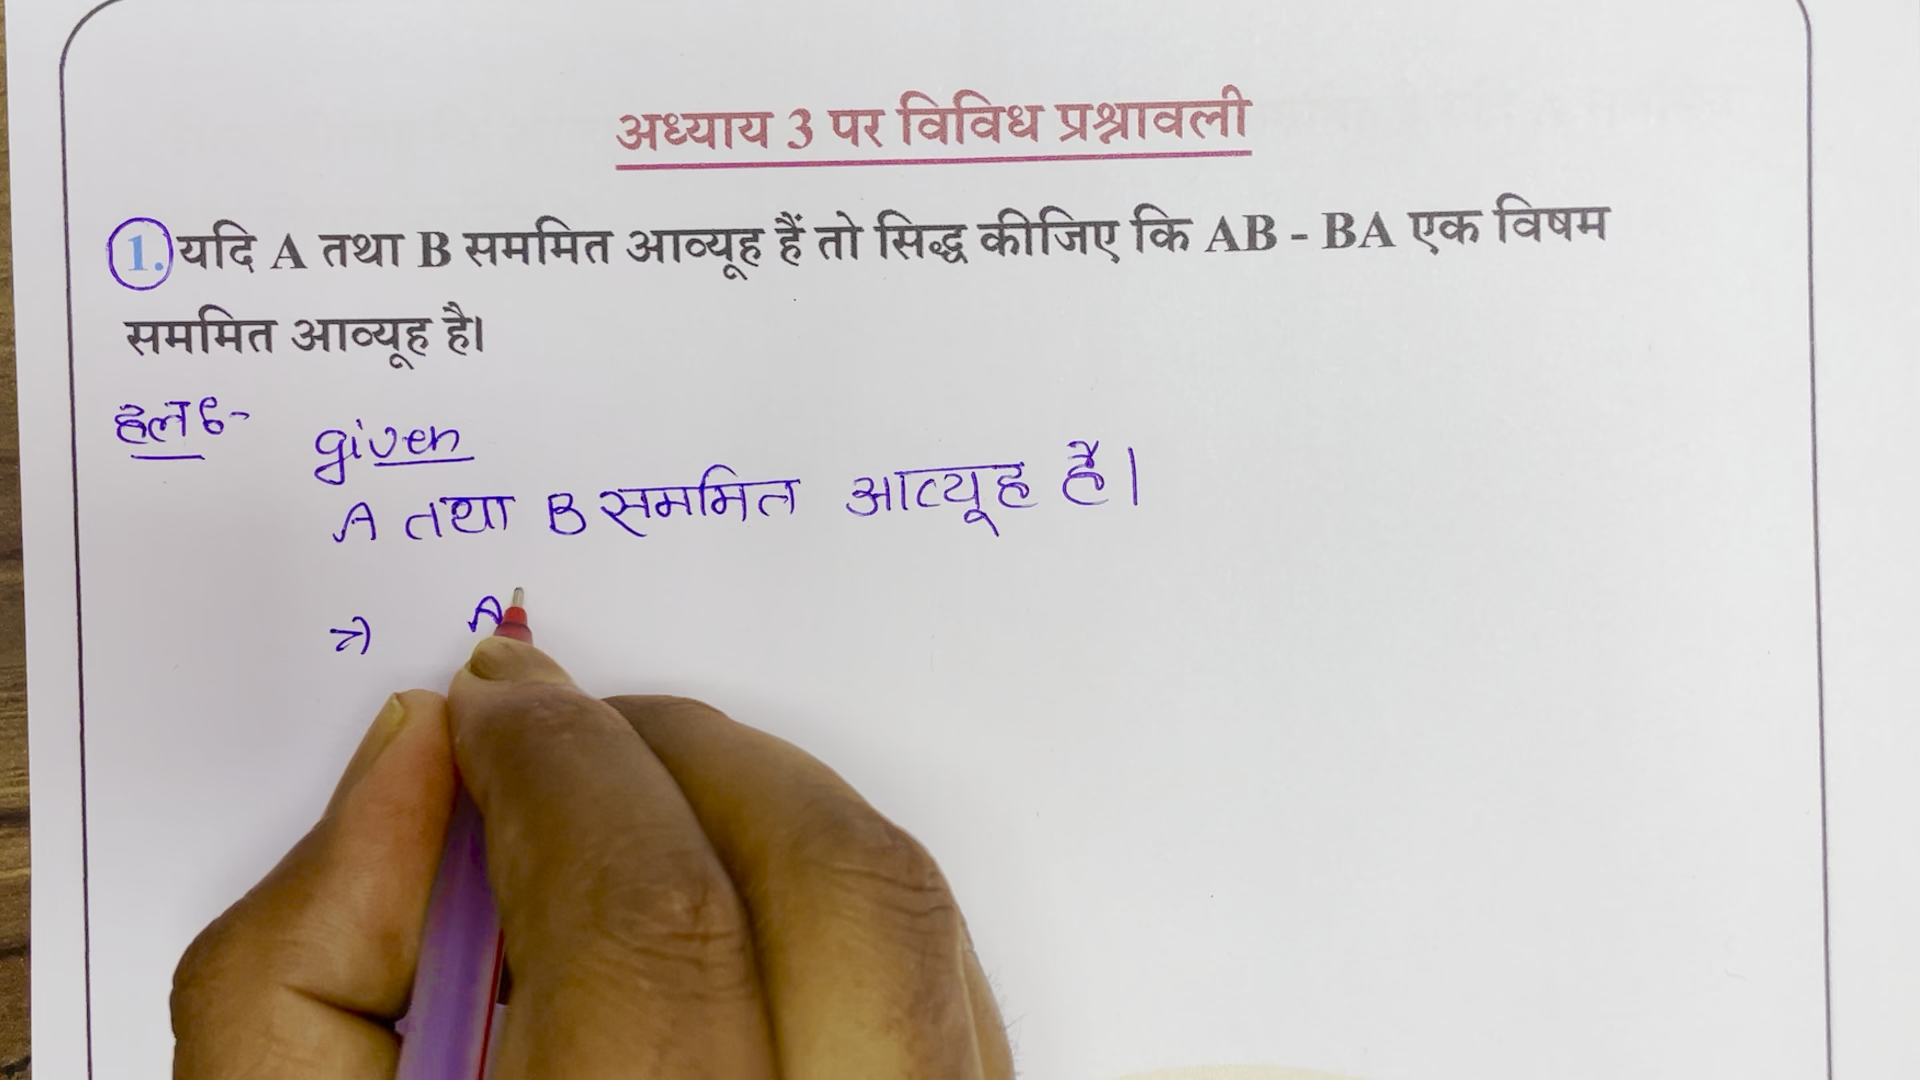 अध्याय 3 पर विविध प्रश्नावली
1. यदि A तथा B सममित आव्यूह हैं तो सिद्ध कीजिए कि AB - BA एक विषम
सममित आव्यूह है।
हल :-
given
A तथा B सममित आव्यूह हैं।
⇒ A